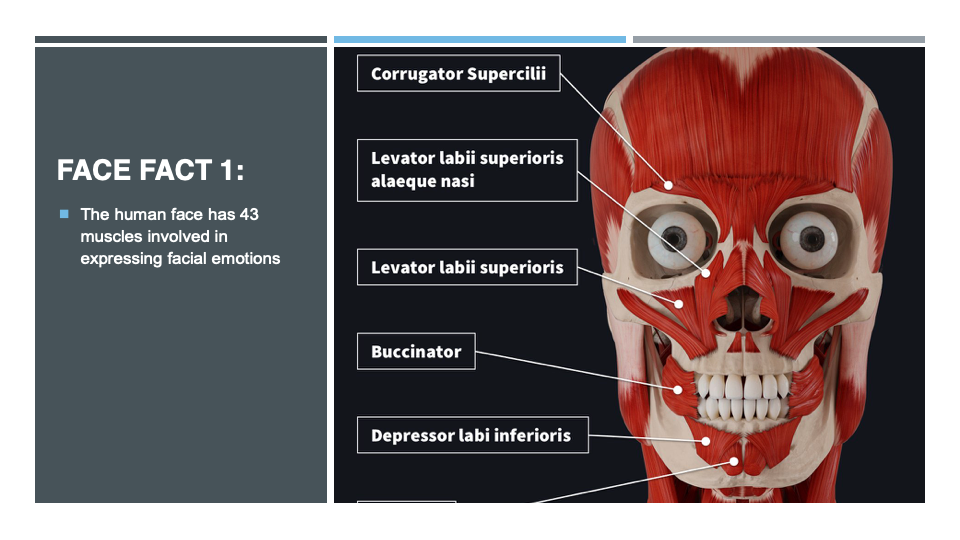 FACE FACT 1:
The human face has 43
muscles involved in
expressing facial emotions
Corrugator Supercilii
Levator labii superioris
alaeque nasi
Levator labii superioris
Buccinator
Depressor labi inferioris